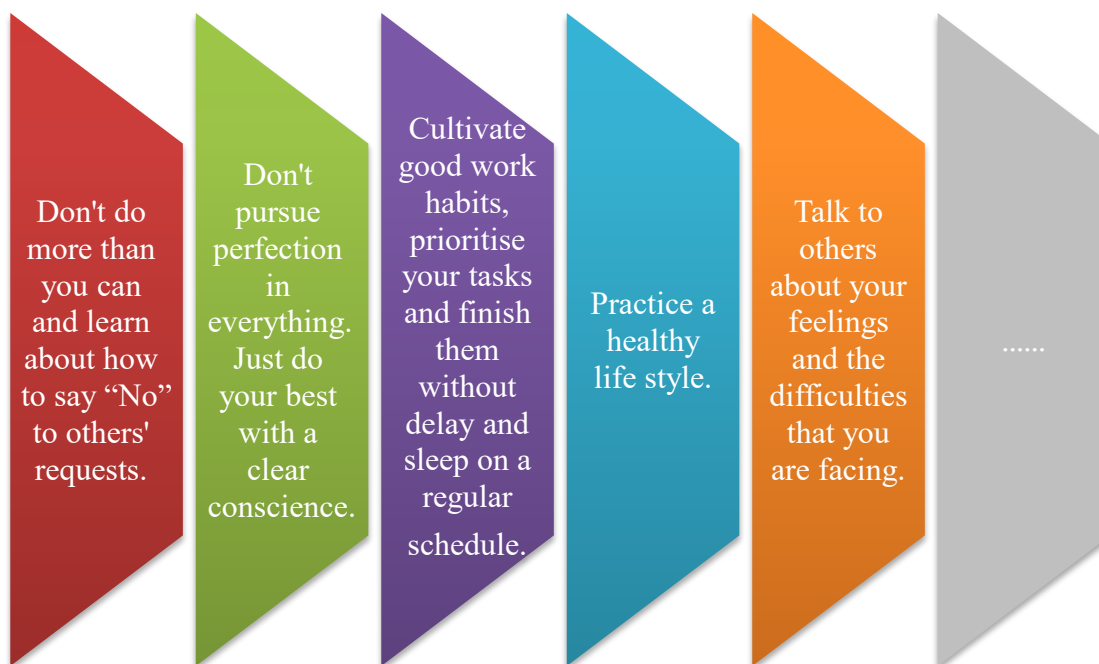 Don't do
more than
you can
and learn
about how
to say “No”
to others'
requests.
Don't
pursue
perfection
in
everything.
Just do
your best
with a
clear
conscience.
Cultivate
good work
habits,
prioritise
your tasks
and finish
them
without
delay and
sleep on a
regular
schedule.
Practice a
healthy
life style.
Talk to
others
about your
feelings
and the
difficulties
that you
are facing.
......